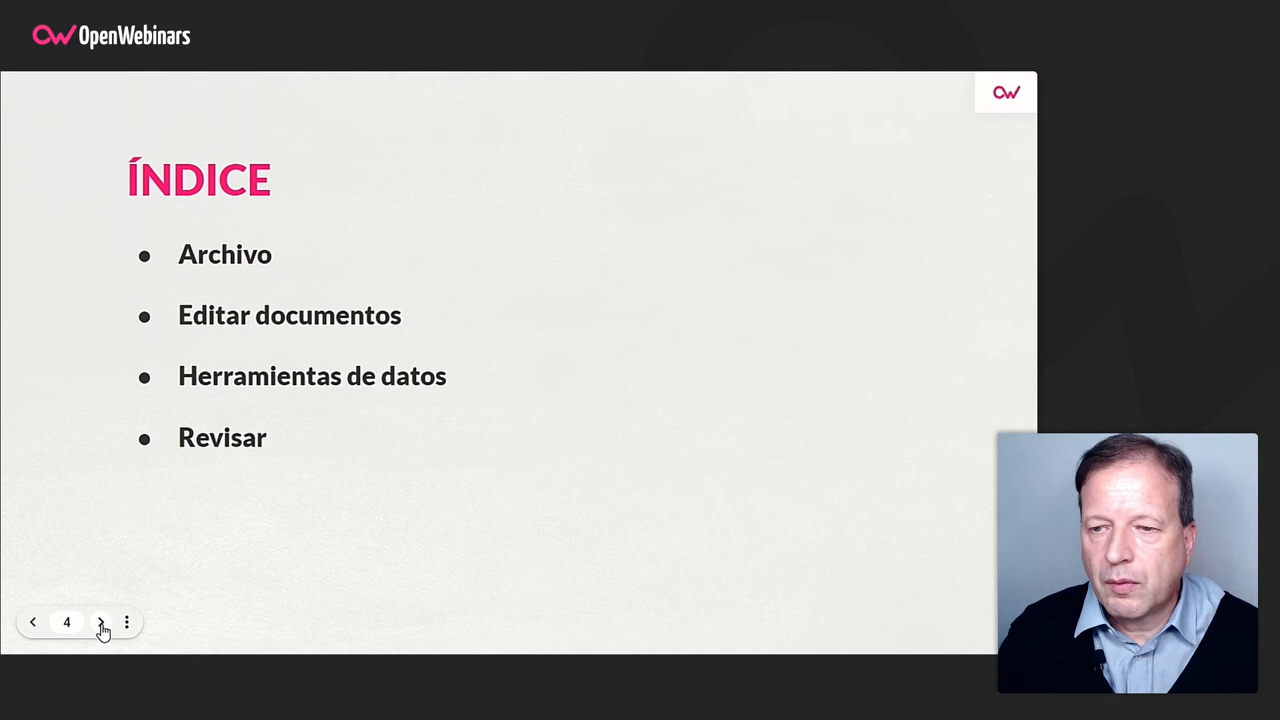 OpenWebinars
ÍNDICE
● Archivo
● Editar documentos
● Herramientas de datos
● Revisar
4